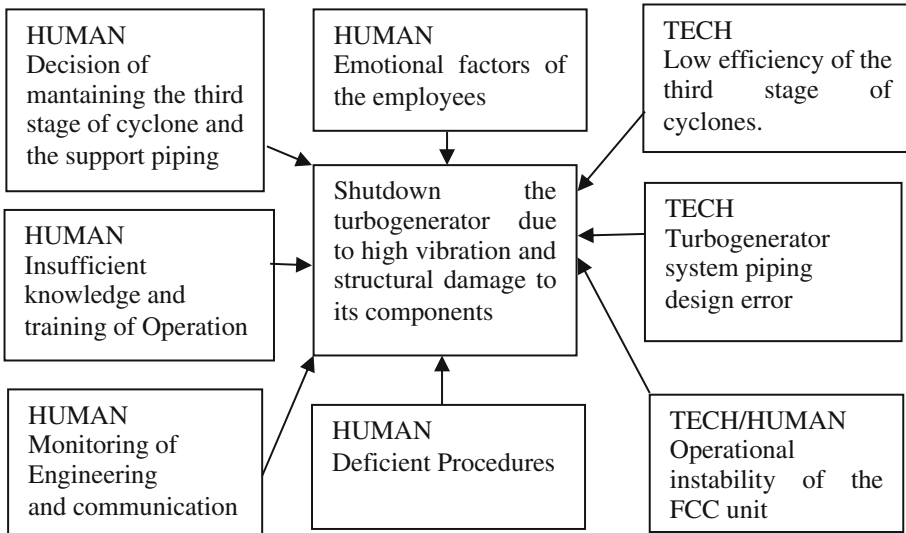 HUMAN
Decision of
mantaining the third
stage of cyclone and
the support piping
HUMAN
Emotional factors of
the employees
TECH
Low efficiency of the
third stage of
cyclones.
HUMAN
Insufficient
knowledge and
training of Operation
Shutdown the
turbogenerator due
to high vibration and
structural damage to
its components
TECH
Turbogenerator
system piping
design error
HUMAN
Monitoring of
Engineering
and communication
HUMAN
Deficient Procedures
TECH/HUMAN
Operational
instability of the
FCC unit